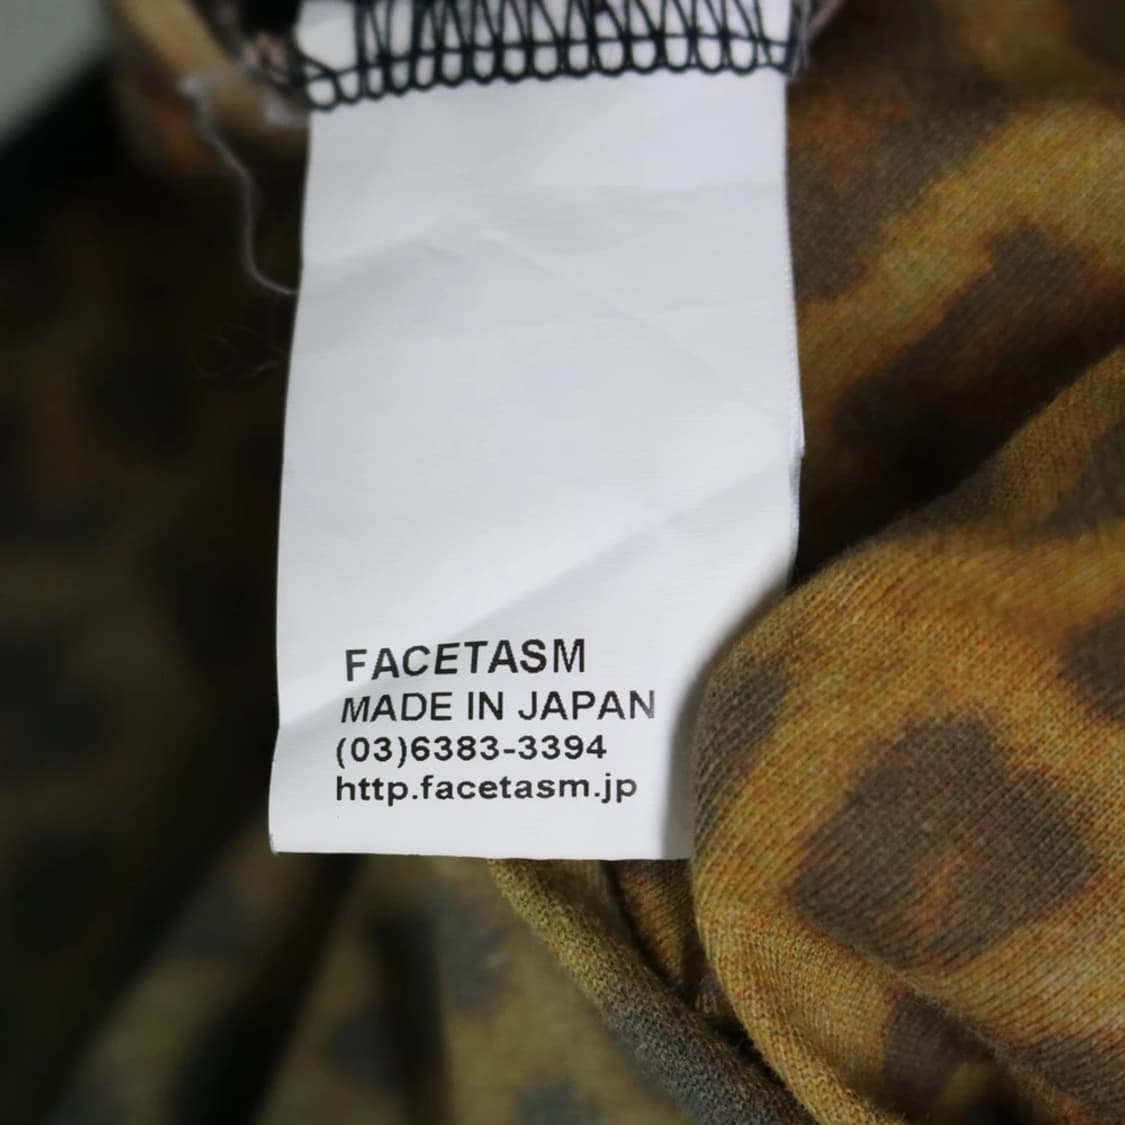 FACETASM
MADE IN JAPAN
(03)6383-3394
http.facetasm.jp